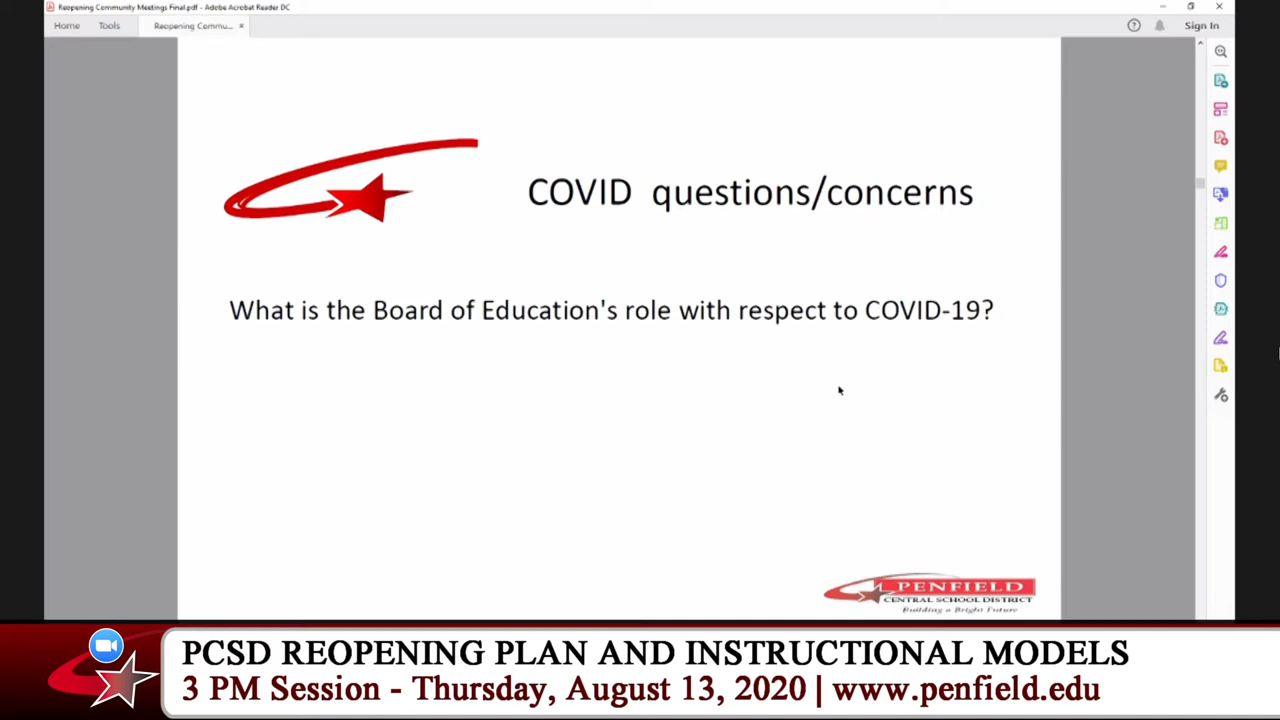 Reopening Community Meetings Final.pdf - Adobe Acrobat Reader DC
Home Tools Reopening Commu... × ? Sign In
COVID questions/concerns
What is the Board of Education's role with respect to COVID-19?
PENFIELD
CENTRAL SCHOOL DISTRICT
Building a Bright Future
PCSD REOPENING PLAN AND INSTRUCTIONAL MODELS
3 PM Session - Thursday, August 13, 2020 | www.penfield.edu